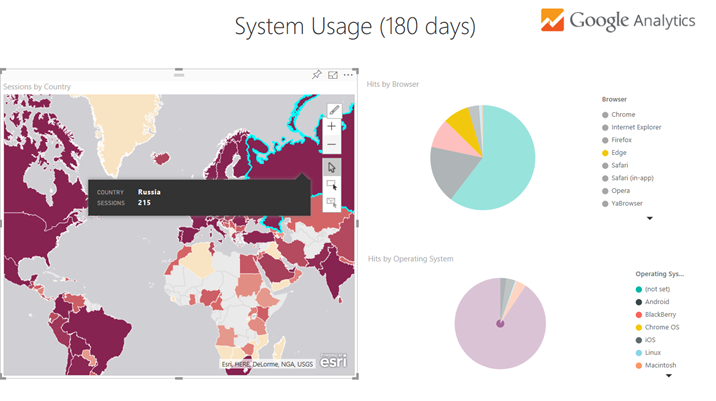 System Usage (180 days)
Google Analytics
Sessions by Country
COUNTRY Russia
SESSIONS 215
POWERED BY
esri
Esri, HERE, DeLorme, NGA, USGS
Hits by Browser
Browser
Chrome
Internet Explorer
Firefox
Edge
Safari
Safari (in-app)
Opera
YaBrowser
Hits by Operating System
Operating Sys...
(not set)
Android
BlackBerry
Chrome OS
iOS
Linux
Macintosh